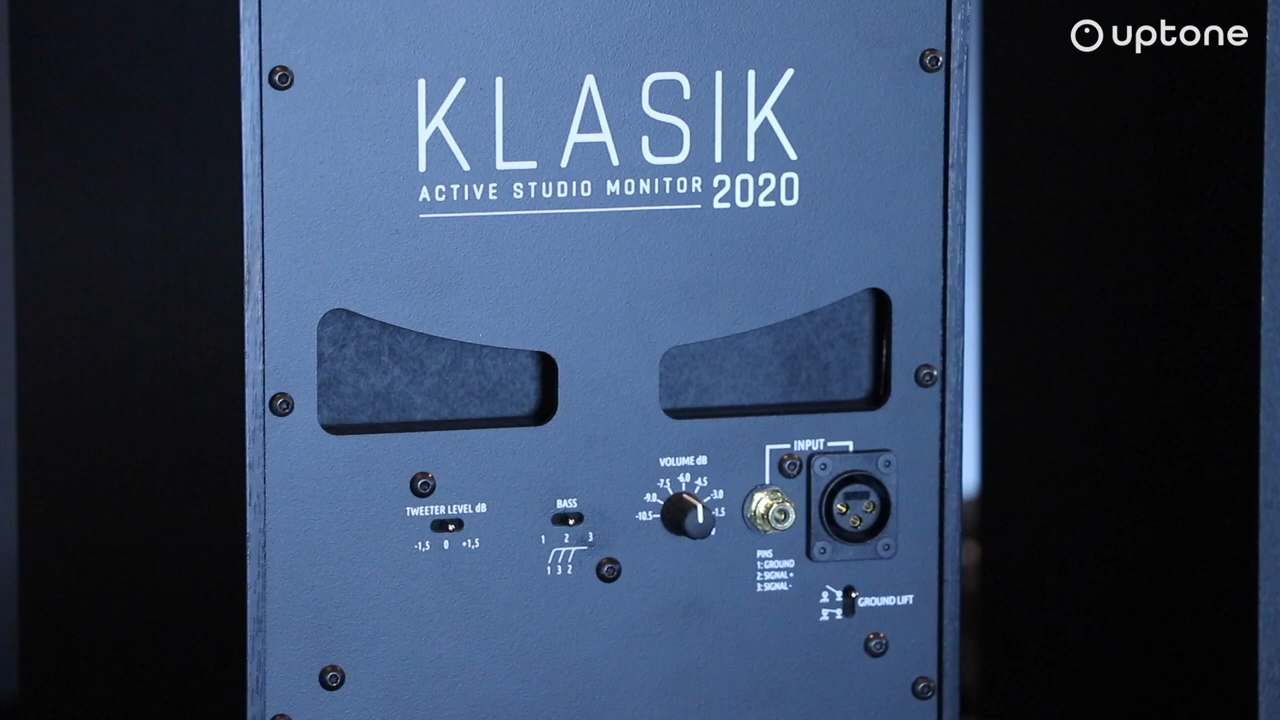 uptone
KLASIK
ACTIVE STUDIO MONITOR 2020
INPUT
VOLUME dB
-10.5 -9.0 -7.5 -6.0 -4.5 -3.0 -1.5
TWEETER LEVEL dB
-1,5 0 +1,5
BASS
1 2 3
1 3 2
PINS
1: GROUND
2: SIGNAL +
3: SIGNAL -
GROUND LIFT